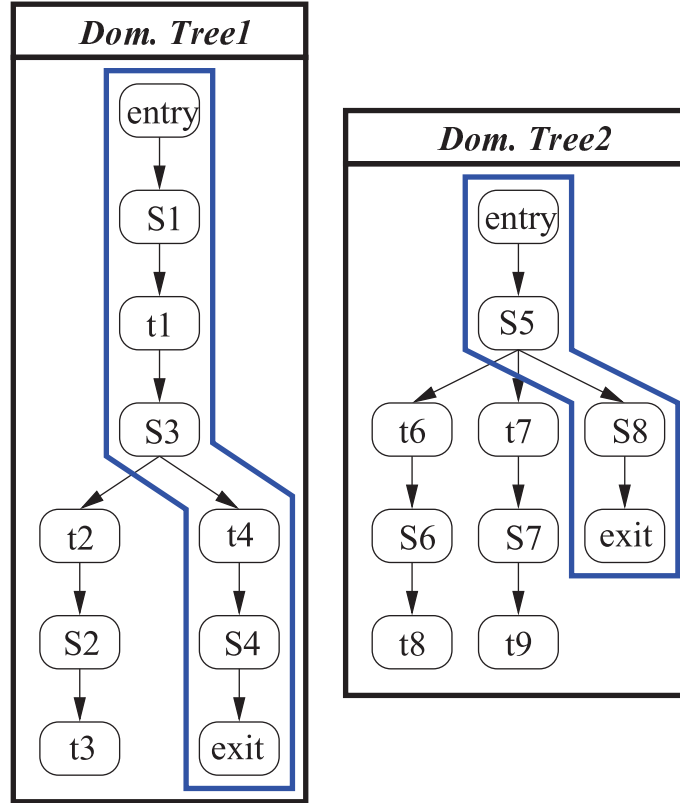 Dom. Tree1
entry
S1
t1
S3
t2 t4
S2 S4
t3 exit
Dom. Tree2
entry
S5
t6 t7 S8
S6 S7 exit
t8 t9